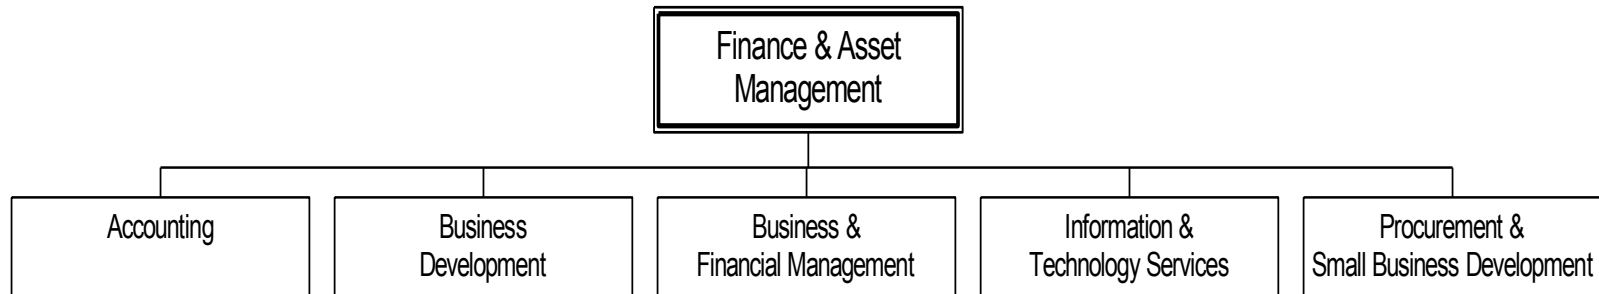 Finance & Asset
Management
Accounting
Business
Development
Business &
Financial Management
Information &
Technology Services
Procurement &
Small Business Development